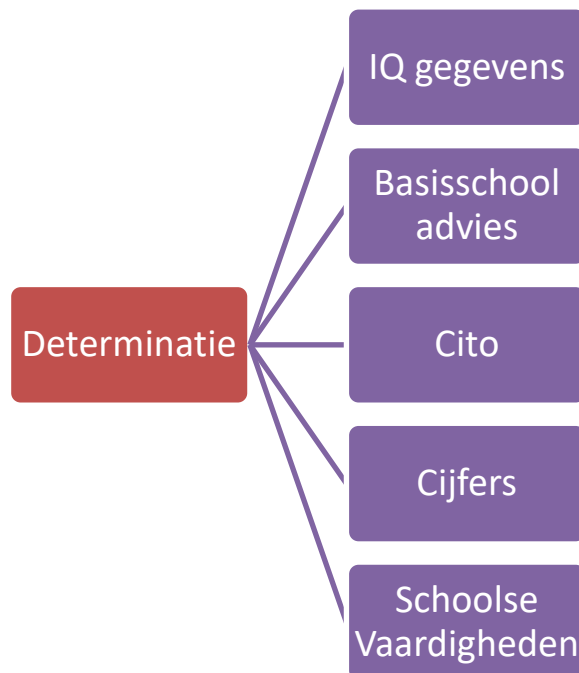 IQ gegevens
Basisschool
advies
Determinatie
Cito
Cijfers
Schoolse
Vaardigheden